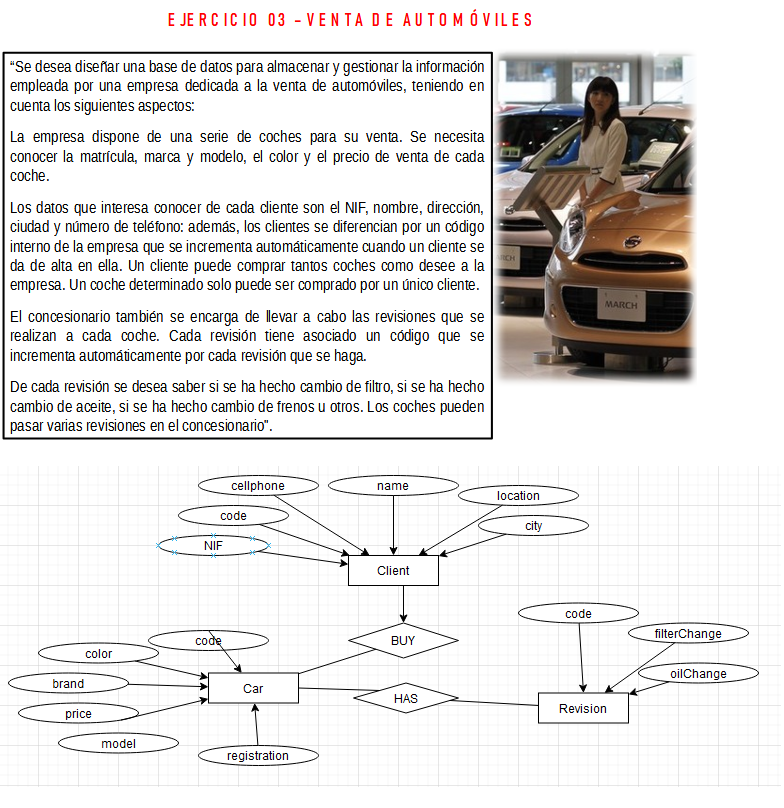 EJERCICIO 03 – VENTA DE AUTOMÓVILES
“Se desea diseñar una base de datos para almacenar y gestionar la información
empleada por una empresa dedicada a la venta de automóviles, teniendo en
cuenta los siguientes aspectos:
La empresa dispone de una serie de coches para su venta. Se necesita
conocer la matrícula, marca y modelo, el color y el precio de venta de cada
coche.
Los datos que interesa conocer de cada cliente son el NIF, nombre, dirección,
ciudad y número de teléfono: además, los clientes se diferencian por un código
interno de la empresa que se incrementa automáticamente cuando un cliente se
da de alta en ella. Un cliente puede comprar tantos coches como desee a la
empresa. Un coche determinado solo puede ser comprado por un único cliente.
El concesionario también se encarga de llevar a cabo las revisiones que se
realizan a cada coche. Cada revisión tiene asociado un código que se
incrementa automáticamente por cada revisión que se haga.
De cada revisión se desea saber si se ha hecho cambio de filtro, si se ha hecho
cambio de aceite, si se ha hecho cambio de frenos u otros. Los coches pueden
pasar varias revisiones en el concesionario”.
MARCH
cellphone
name
location
code
city
NIF
Client
code
filterChange
code
BUY
color
oilChange
brand
Car
HAS
Revision
price
model
registration